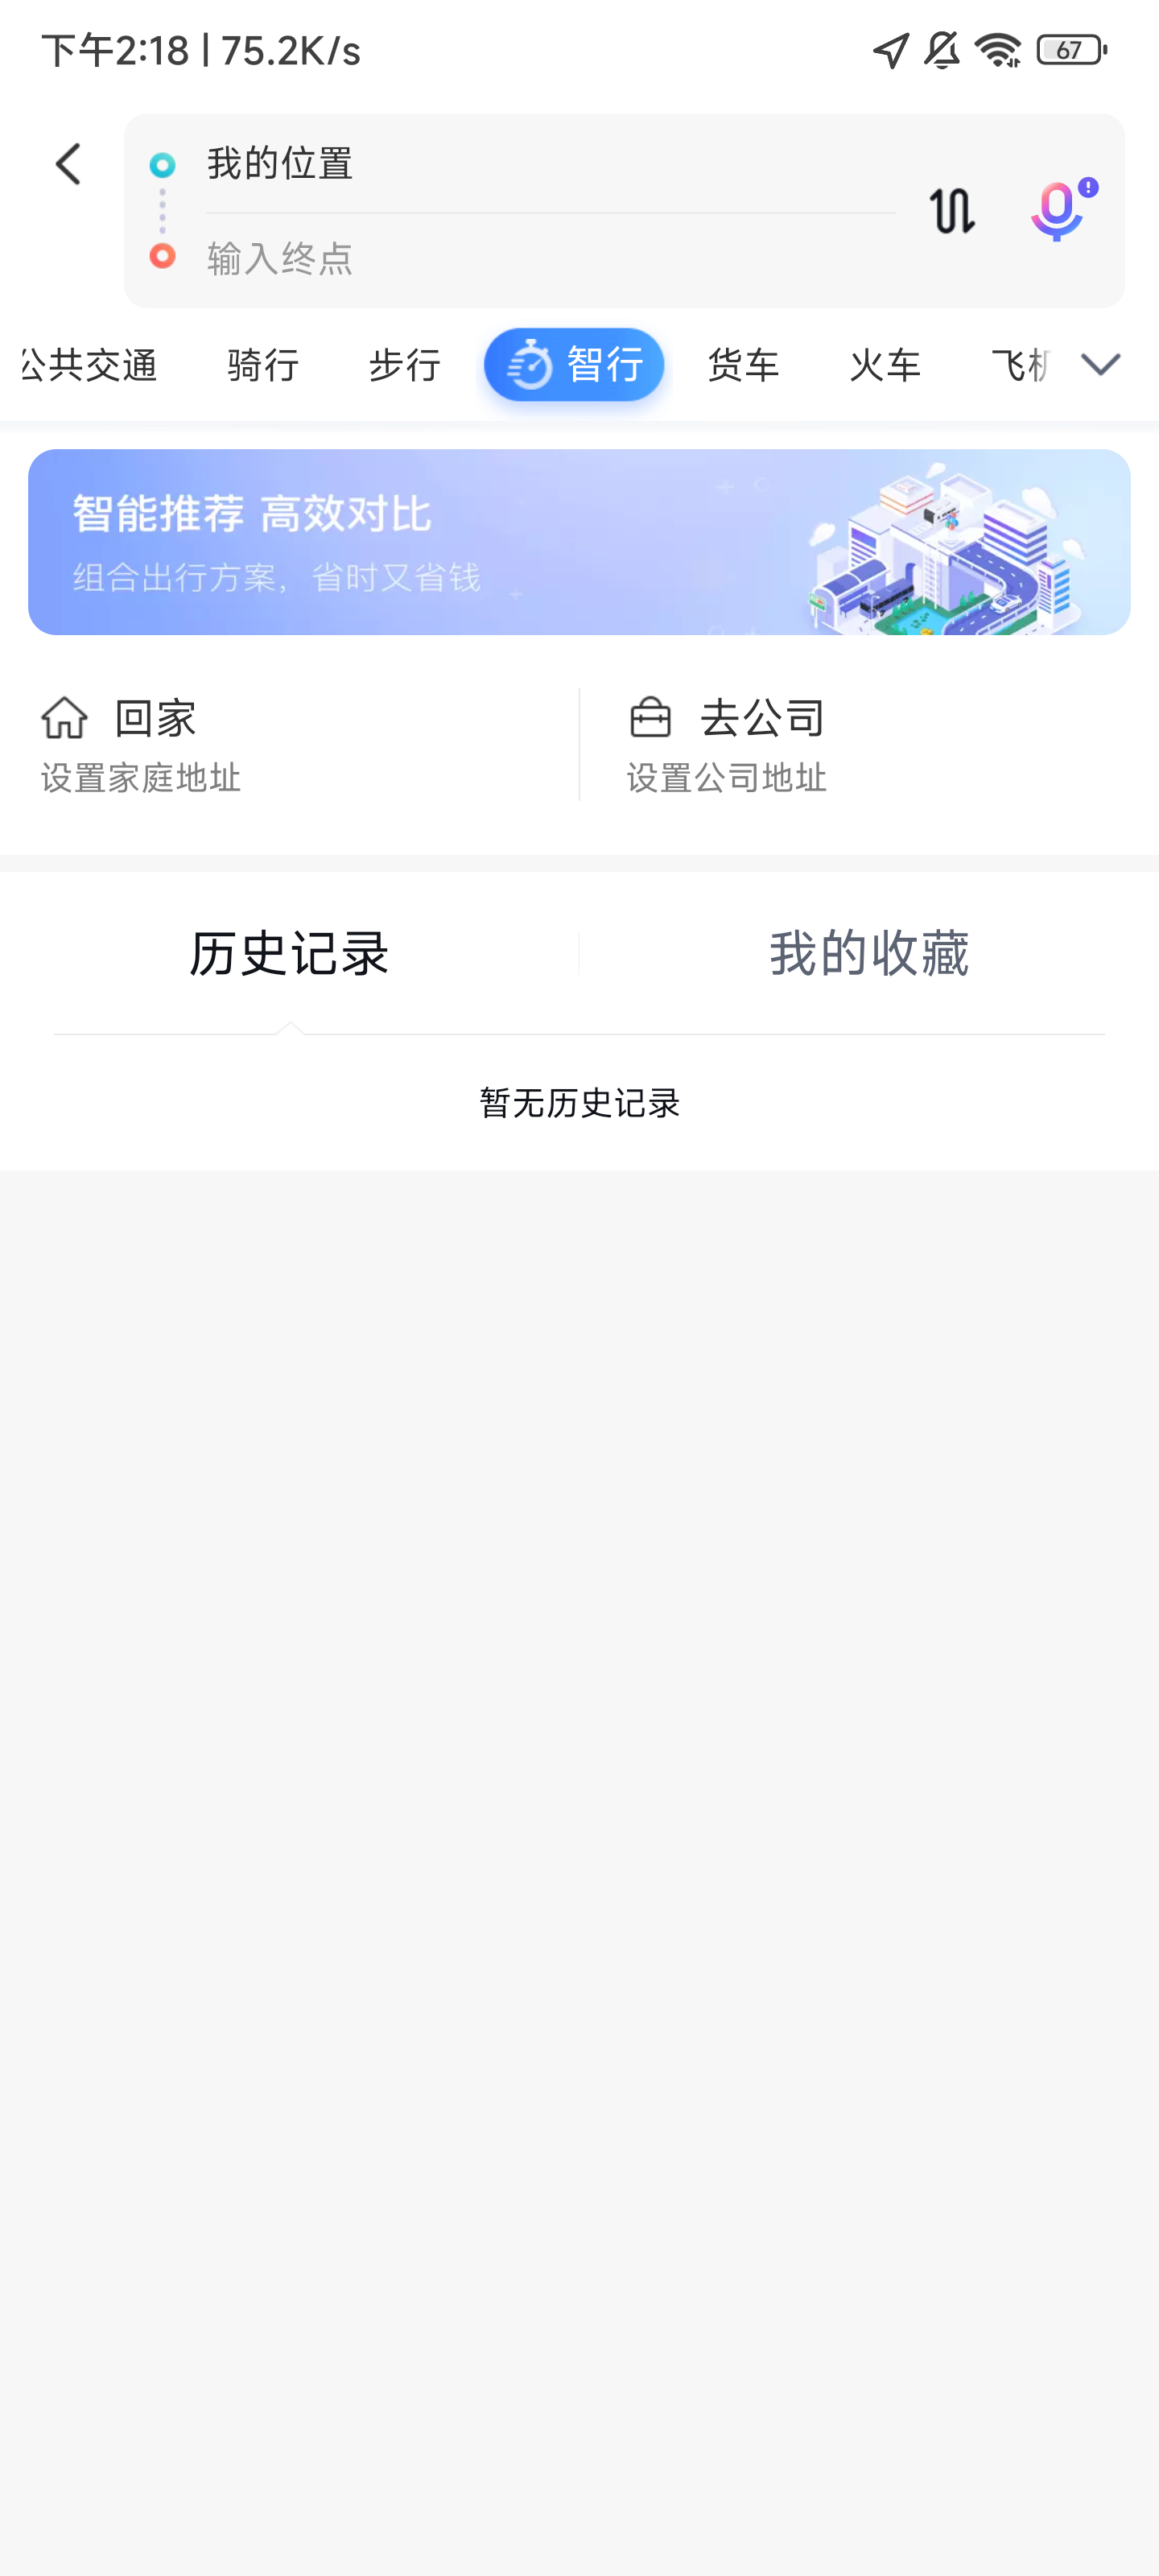 下午2:18 | 75.2K/s
67
我的位置
输入终点
公共交通 骑行 步行 智行 货车 火车 飞机
智能推荐 高效对比
组合出行方案，省时又省钱
回家 去公司
设置家庭地址 设置公司地址
历史记录 我的收藏
暂无历史记录